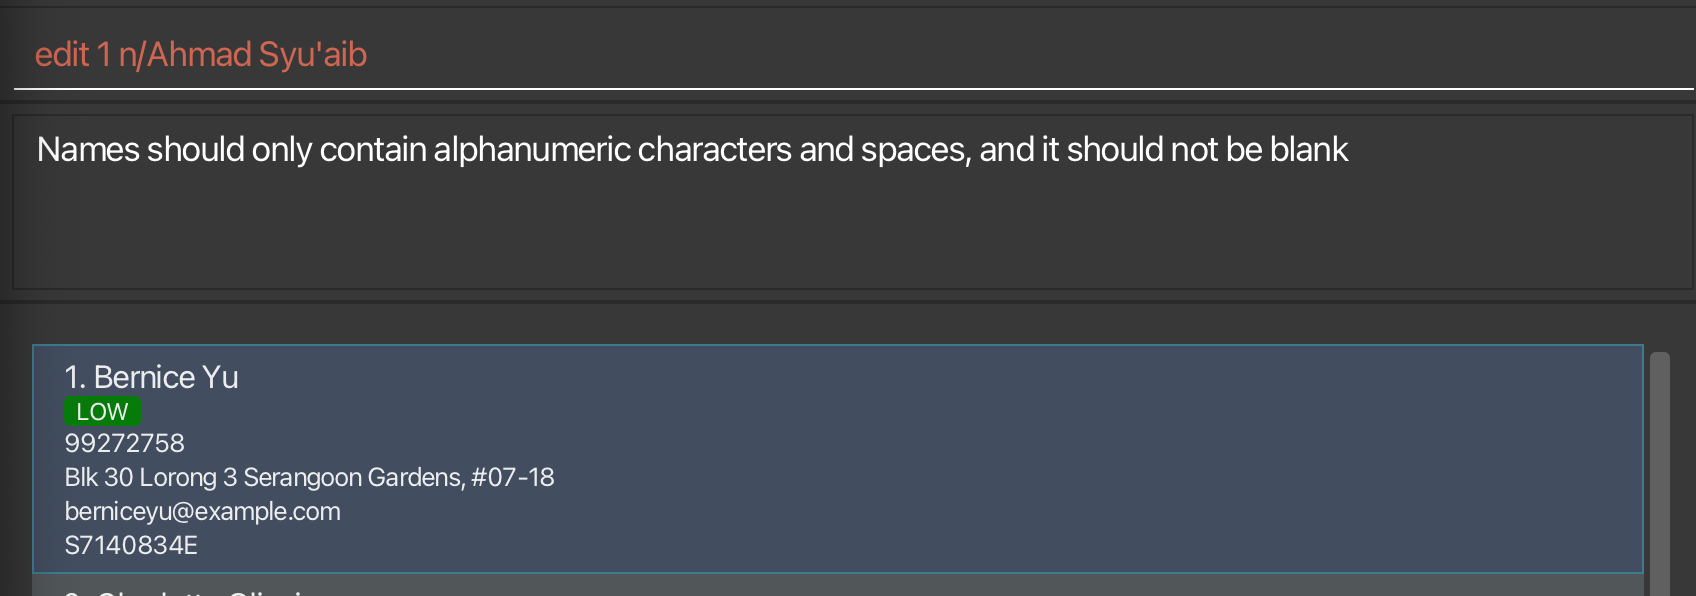 edit 1 n/Ahmad Syu'aib
Names should only contain alphanumeric characters and spaces, and it should not be blank
1. Bernice Yu
LOW
99272758
Blk 30 Lorong 3 Serangoon Gardens, #07-18
berniceyu@example.com
S7140834E